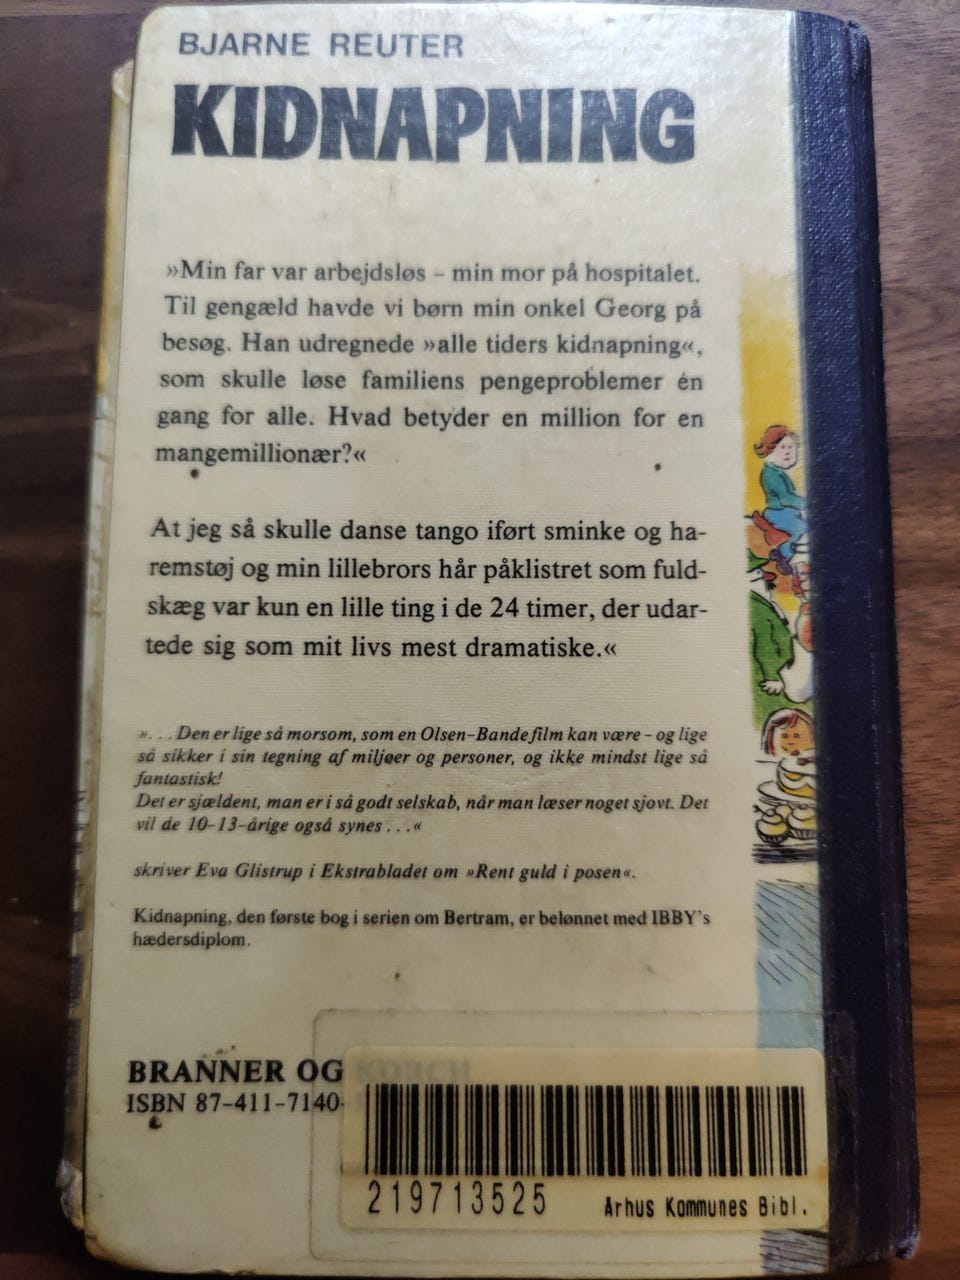 BJARNE REUTER
KIDNAPNING
»Min far var arbejdsløs – min mor på hospitalet.
Til gengæld havde vi børn min onkel Georg på
besøg. Han udregnede »alle tiders kidnapning«,
som skulle løse familiens pengeproblemer én
gang for alle. Hvad betyder en million for en
mangemillionær?«
At jeg så skulle danse tango iført sminke og ha-
remstøj og min lillebrors hår påklistret som fuld-
skæg var kun en lille ting i de 24 timer, der udar-
tede sig som mit livs mest dramatiske.«
». . . Den er lige så morsom, som en Olsen-Bandefilm kan være – og lige
så sikker i sin tegning af miljøer og personer, og ikke mindst lige så
fantastisk!
Det er sjældent, man er i så godt selskab, når man læser noget sjovt. Det
vil de 10-13-årige også synes . . .«
skriver Eva Glistrup i Ekstrabladet om »Rent guld i posen«.
Kidnapning, den første bog i serien om Bertram, er belønnet med IBBY's
hædersdiplom.
BRANNER OG KORCH
ISBN 87-411-7140-
219713525 Arhus Kommunes Bibl.